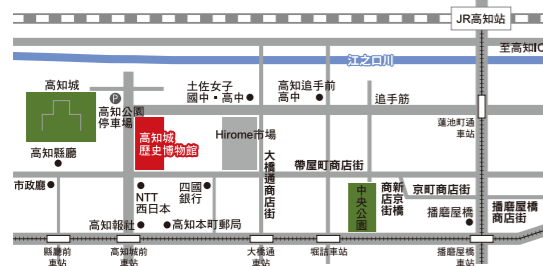 JR高知站
至高知IC
江之口川
高知城
土佐女子
國中・高中
高知追手前
高中
追手筋
P
高知公園
停車場
蓮池町通
車站
高知城
歷史博物館
Hirome市場
高知縣廳
帶屋町商店街
大橋通商店街
市政廳
NTT
西日本
四國
銀行
中央公園
新京橋
商店街
京町商店街
播磨屋橋
播磨屋橋
商店街
高知報社
高知本町郵局
縣廳前
車站
高知城前
車站
大橋通
車站
堀詰車站
播磨屋橋
車站